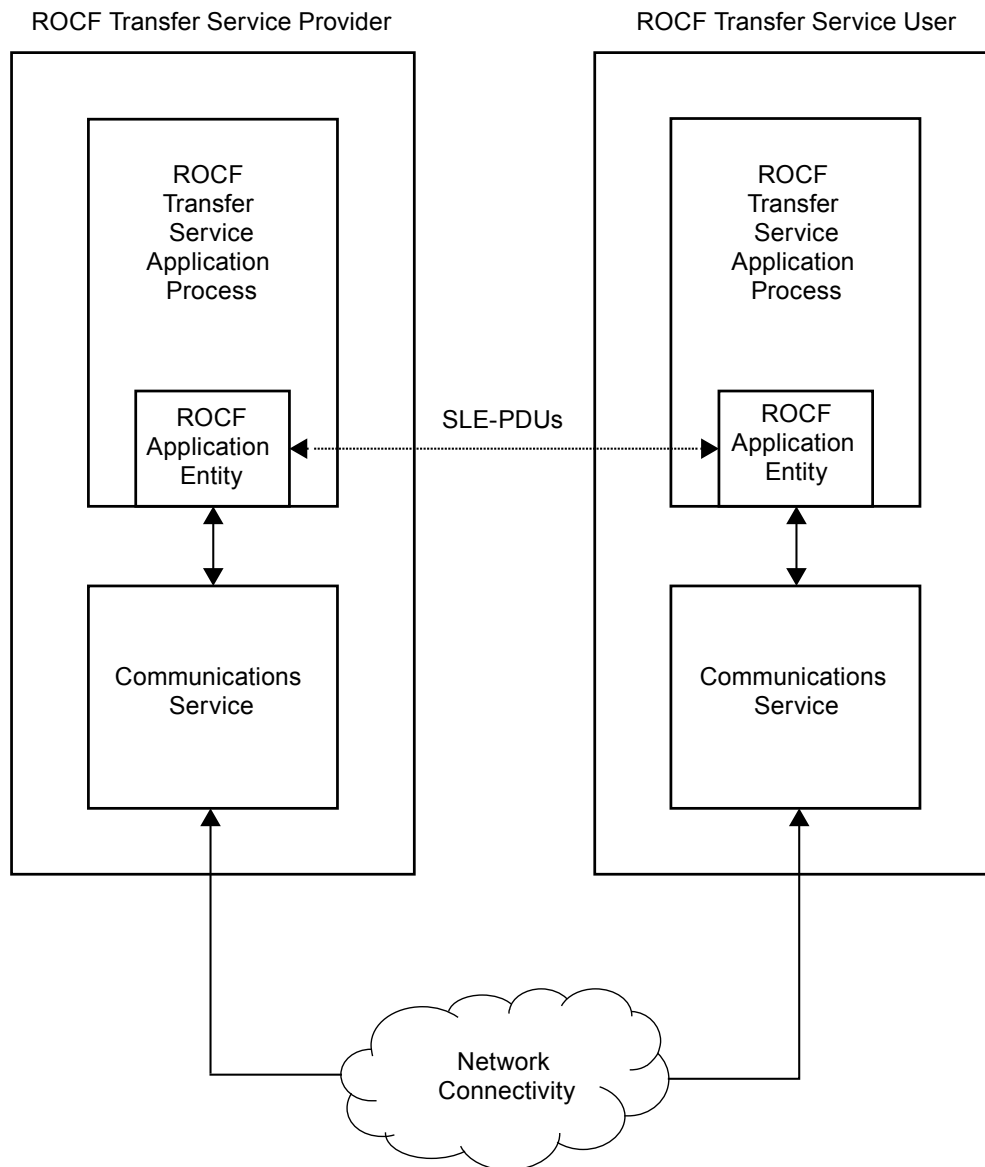 ROCF Transfer Service Provider
ROCF Transfer Service User
ROCF
Transfer
Service
Application
Process
ROCF
Transfer
Service
Application
Process
ROCF
Application
Entity
SLE-PDUs
ROCF
Application
Entity
Communications
Service
Communications
Service
Network
Connectivity